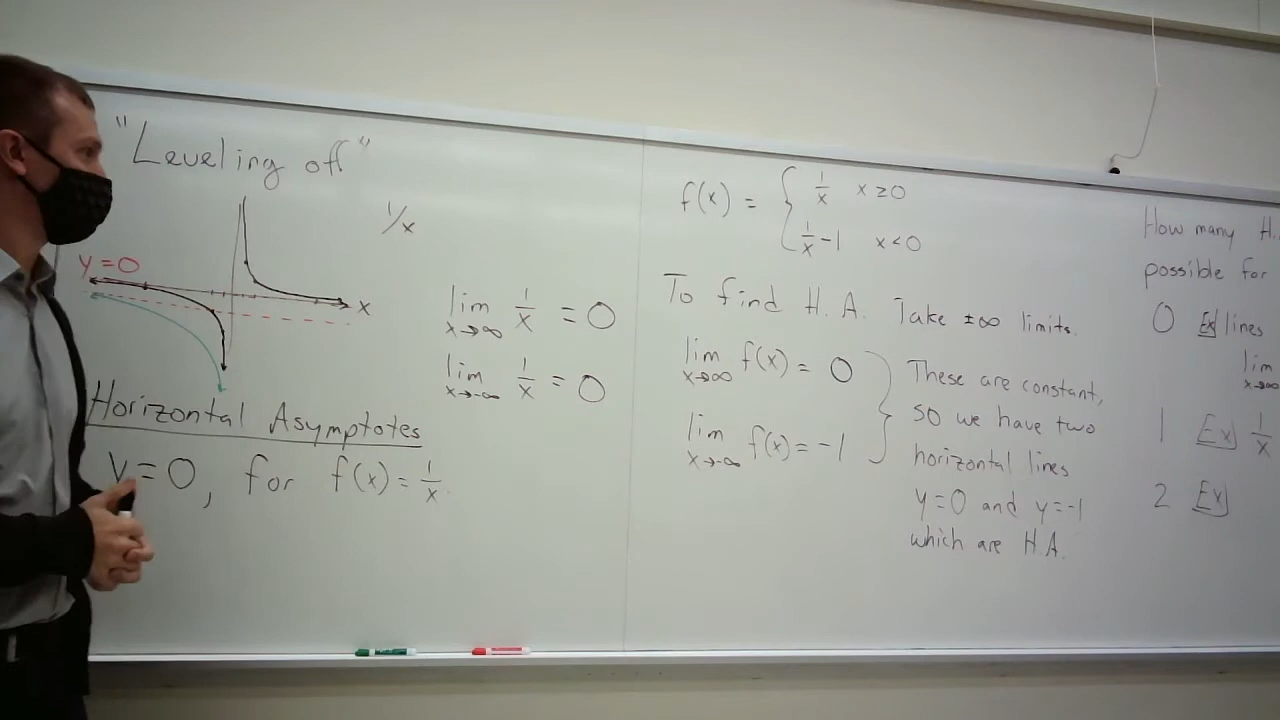 "Leveling off"
1/x
y=0
x
lim x→∞ 1/x = 0
lim x→-∞ 1/x = 0
Horizontal Asymptotes
y=0, for f(x) = 1/x.
f(x) = { 1/x x≥0
1/x -1 x<0
To find H.A. Take ±∞ limits.
lim x→∞ f(x) = 0
lim x→-∞ f(x) = -1
These are constant,
so we have two
horizontal lines
y=0 and y=-1
which are H.A.
How many H.
possible for
0 Ex lines
lim x→∞
1 Ex 1/x
2 Ex